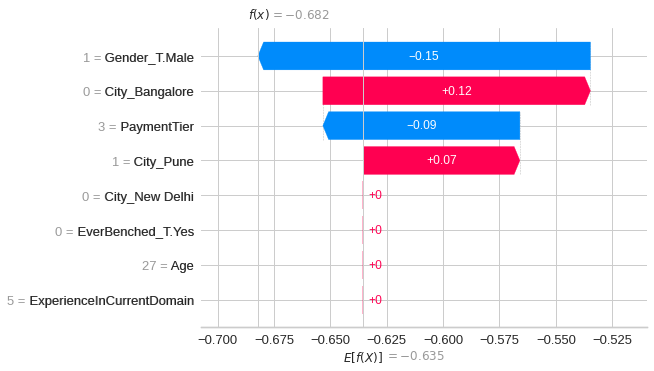 f(x) = −0.682
1 = Gender_T.Male
−0.15
0 = City_Bangalore
+0.12
3 = PaymentTier
−0.09
1 = City_Pune
+0.07
0 = City_New Delhi
+0
0 = EverBenched_T.Yes
+0
27 = Age
+0
5 = ExperienceInCurrentDomain
+0
−0.700 −0.675 −0.650 −0.625 −0.600 −0.575 −0.550 −0.525
E[f(X)] = −0.635